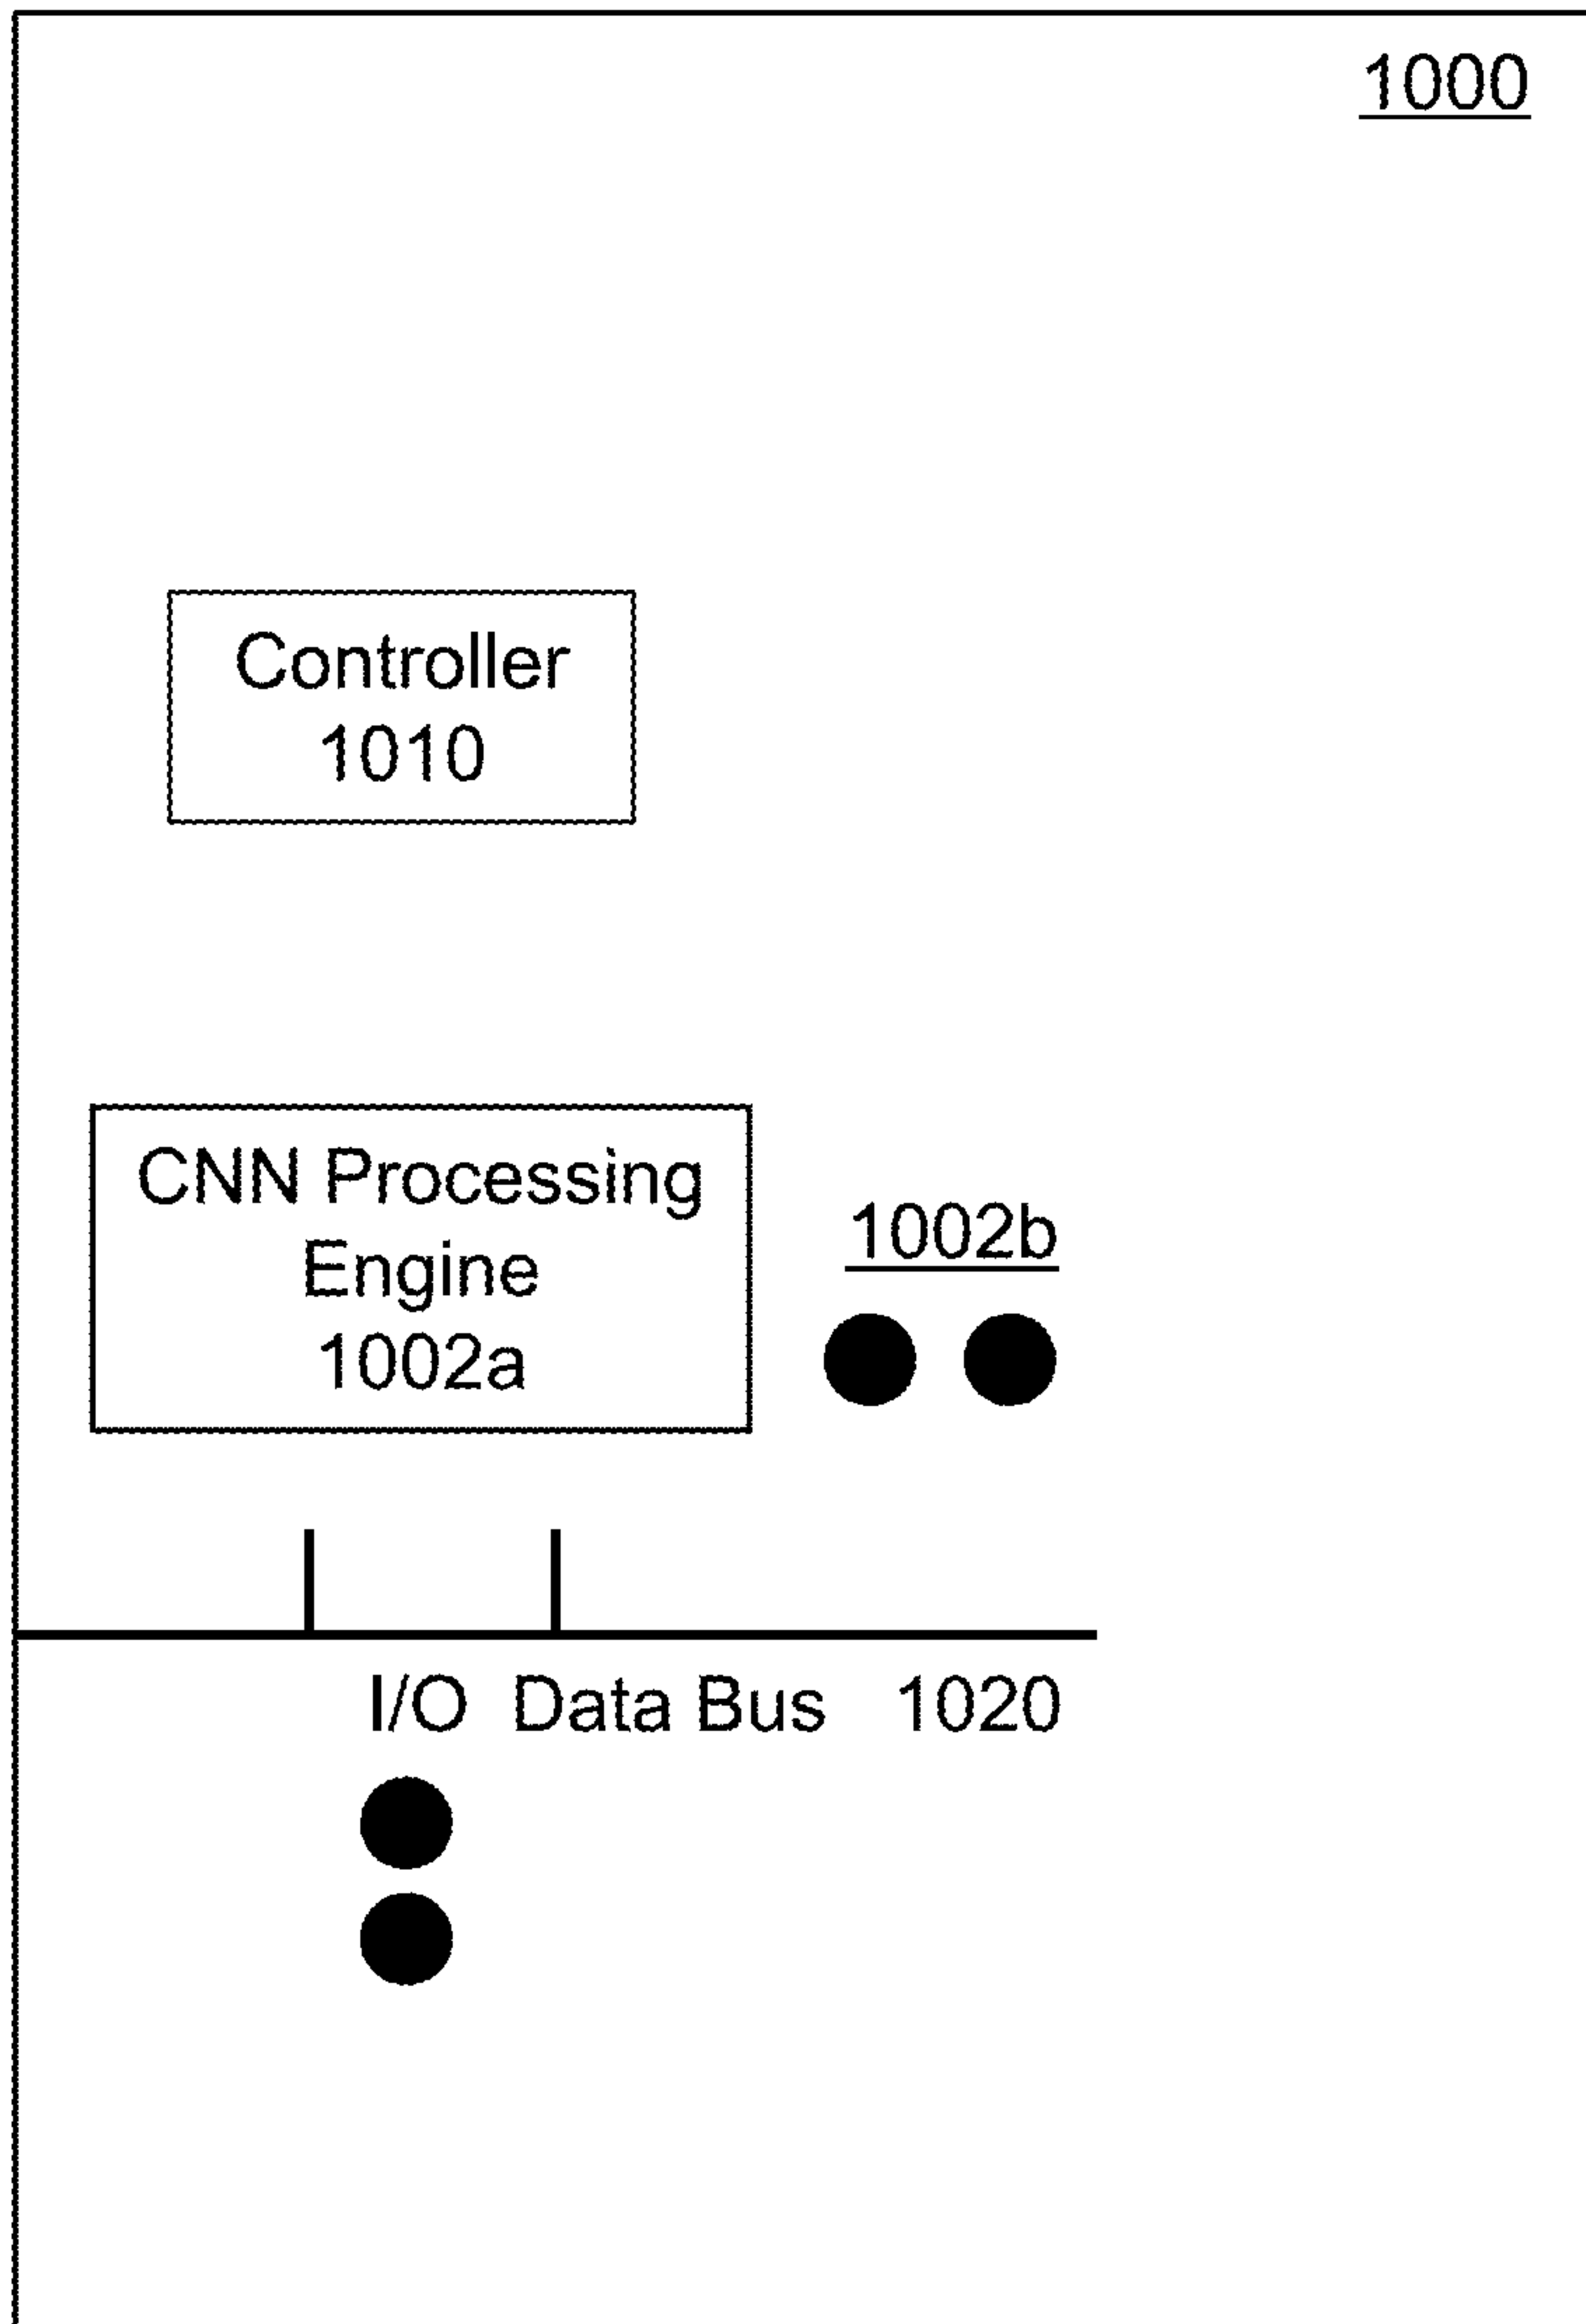 1000
Controller
1010
CNN Processing
Engine
1002a
1002b
I/O Data Bus 1020